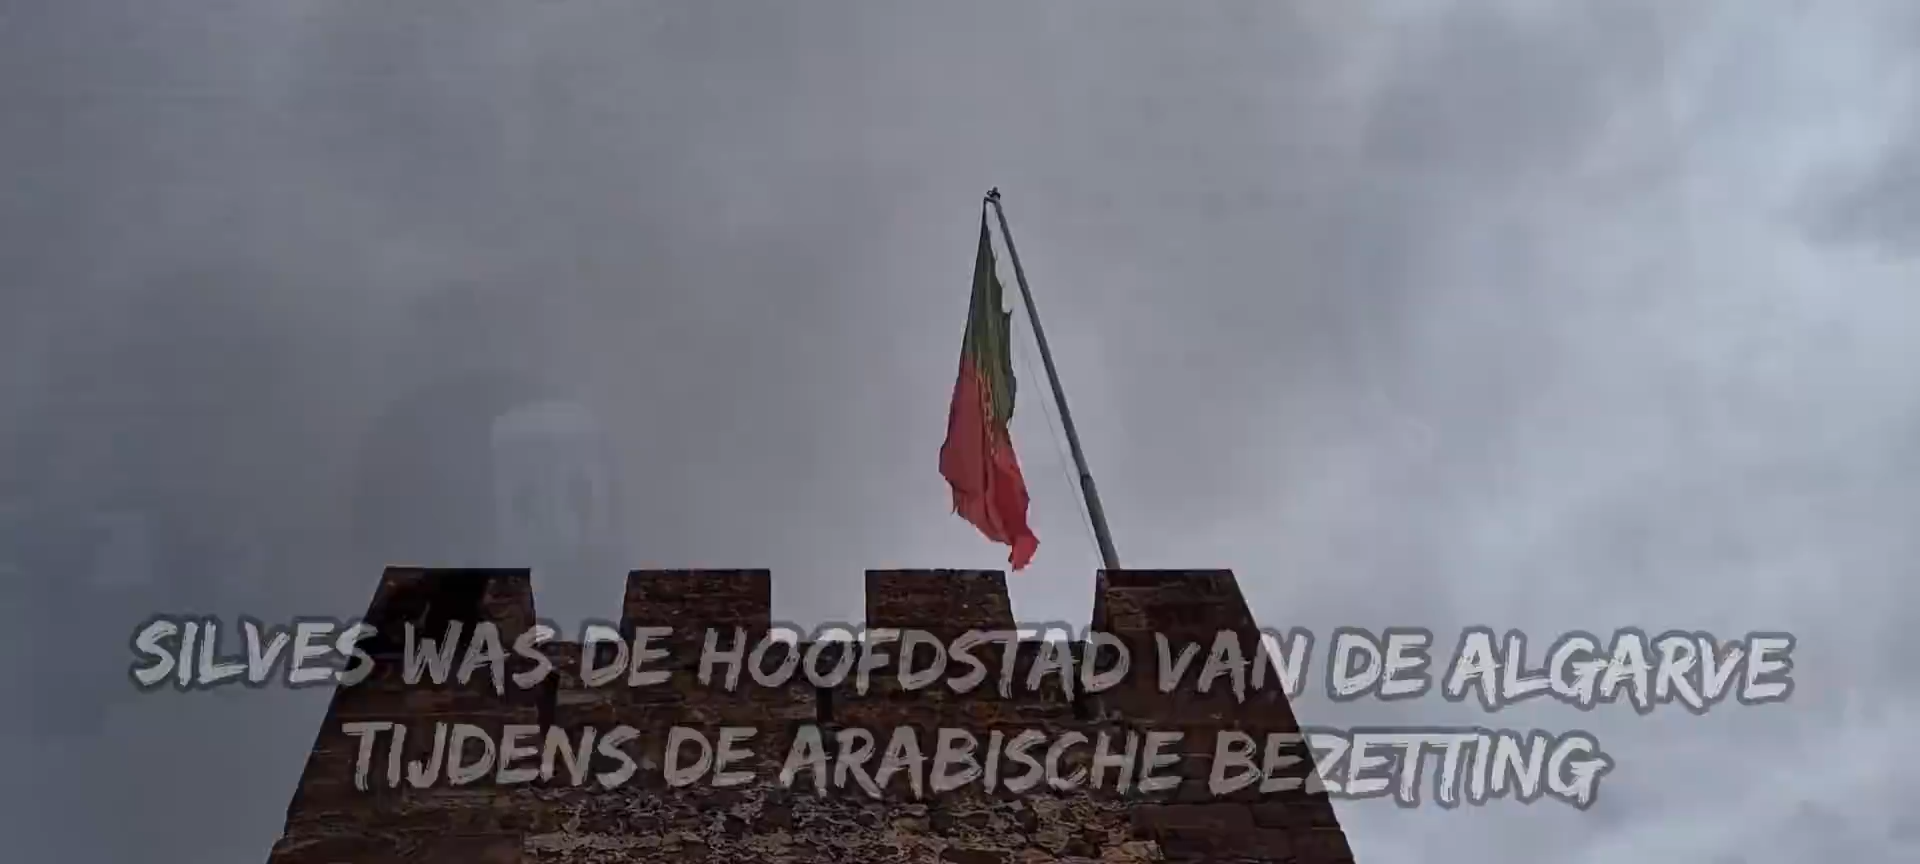 SILVES WAS DE HOOFDSTAD VAN DE ALGARVE
TIJDENS DE ARABISCHE BEZETTING